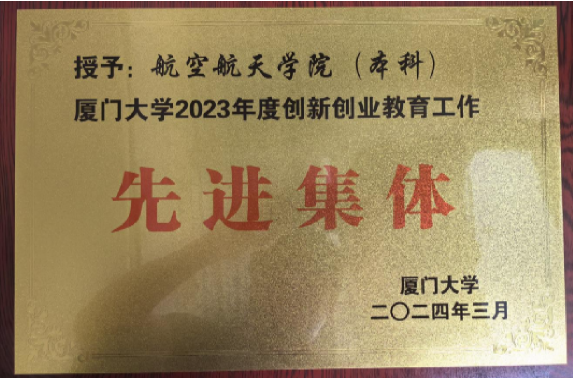 授予：航空航天学院（本科）
厦门大学2023年度创新创业教育工作
先进集体
厦门大学
二〇二四年三月